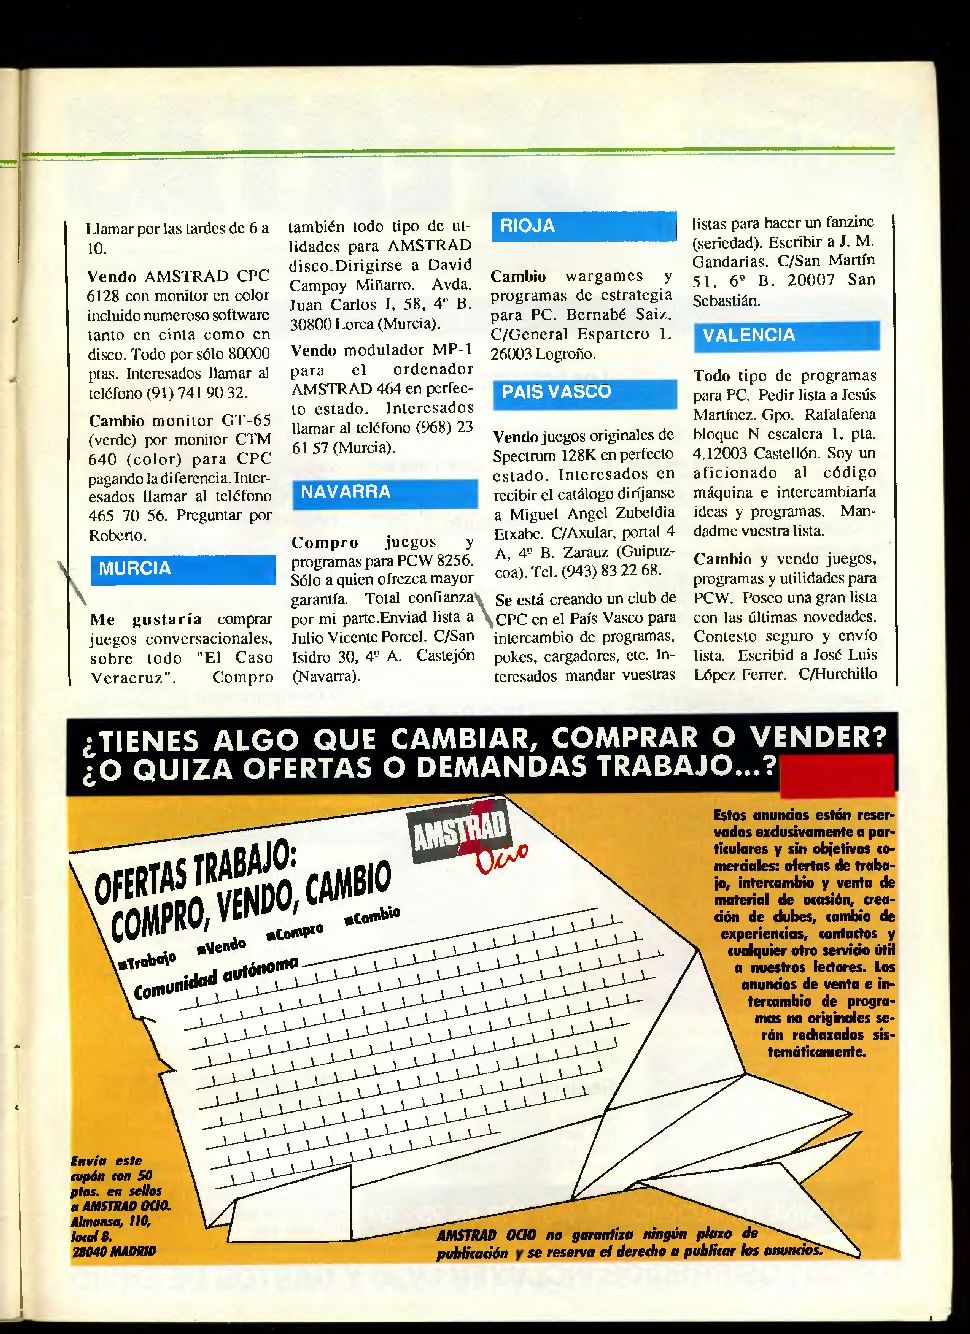 Llamar por las tardes de 6 a
10.
Vendo AMSTRAD CPC
6128 con monitor en color
incluido numeroso software
tanto en cinta como en
disco. Todo por sólo 80000
ptas. Interesados llamar al
teléfono (91) 741 90 32.
Cambio monitor GT-65
(verde) por monitor CTM
640 (color) para CPC
pagando la diferencia. Inter-
esados llamar al teléfono
465 70 56. Preguntar por
Roberto.
MURCIA
Me gustaría comprar
juegos conversacionales,
sobre todo "El Caso
Veracruz". Compro
también todo tipo de uti-
lidades para AMSTRAD
disco.Dirigirse a David
Campoy Miñarro. Avda.
Juan Carlos I, 58, 4º B.
30800 Lorca (Murcia).
Vendo modulador MP-1
para el ordenador
AMSTRAD 464 en perfec-
to estado. Interesados
llamar al teléfono (968) 23
61 57 (Murcia).
NAVARRA
Compro juegos y
programas para PCW 8256.
Sólo a quien ofrezca mayor
garantía. Total confianza
por mi parte.Enviad lista a
Julio Vicente Porcel. C/San
Isidro 30, 4º A. Castejón
(Navarra).
RIOJA
Cambio wargames y
programas de estrategia
para PC. Bernabé Saiz.
C/General Espartero 1.
26003 Logroño.
PAIS VASCO
Vendo juegos originales de
Spectrum 128K en perfecto
estado. Interesados en
recibir el catálogo diríjanse
a Miguel Angel Zubeldia
Etxabe. C/Axular, portal 4
A, 4º B. Zarauz (Guipuz-
coa). Tel. (943) 83 22 68.
Se está creando un club de
CPC en el País Vasco para
intercambio de programas,
pokes, cargadores, etc. In-
teresados mandar vuestras
listas para hacer un fanzine
(seriedad). Escribir a J. M.
Gandarias. C/San Martín
51, 6º B. 20007 San
Sebastián.
VALENCIA
Todo tipo de programas
para PC. Pedir lista a Jesús
Martínez. Gpo. Rafalafena
bloque N escalera 1, pta.
4.12003 Castellón. Soy un
aficionado al código
máquina e intercambiaría
ideas y programas. Man-
dadme vuestra lista.
Cambio y vendo juegos,
programas y utilidades para
PCW. Poseo una gran lista
con las últimas novedades.
Contesto seguro y envío
lista. Escribid a José Luis
López Ferrer. C/Hurchillo
¿TIENES ALGO QUE CAMBIAR, COMPRAR O VENDER?
¿O QUIZA OFERTAS O DEMANDAS TRABAJO...?
AMSTRAD
Ocio
OFERTAS TRABAJO:
COMPRO, VENDO, CAMBIO
■Trabajo ■Vendo ■Compro ■Cambio
Comunidad autónoma
Estos anuncios están reser-
vados exclusivamente a par-
ticulares y sin objetivos co-
merciales: ofertas de traba-
jo, intercambio y venta de
material de ocasión, crea-
ción de clubes, cambio de
experiencias, contactos y
cualquier otro servicio útil
a nuestros lectores. Los
anuncios de venta e in-
tercambio de progra-
mas no originales se-
rán rechazados sis-
temáticamente.
Envía este
cupón con 50
ptas. en sellos
a AMSTRAD OCIO.
Almansa, 110,
local 8.
28040 MADRID
AMSTRAD OCIO no garantiza ningún plazo de
publicación y se reserva el derecho a publicar los anuncios.